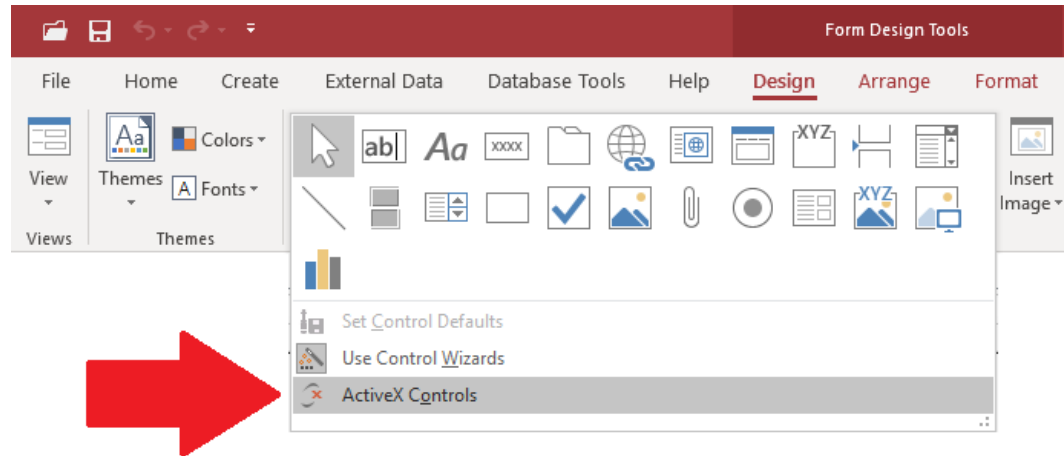 Form Design Tools
File Home Create External Data Database Tools Help Design Arrange Format
Aa Colors ab Aa xxxx XYZ
View Themes A Fonts XYZ Insert
Image
Views Themes
Set Control Defaults
Use Control Wizards
x ActiveX Controls